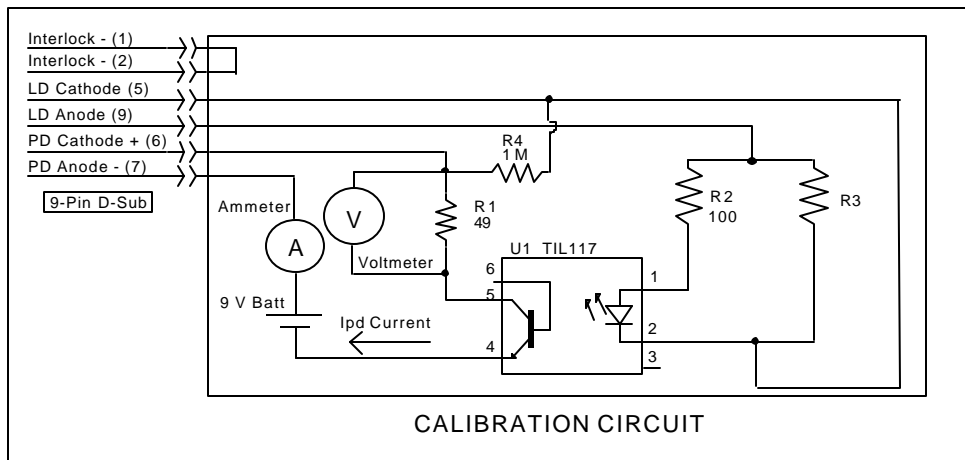 Interlock - (1)
Interlock - (2)
LD Cathode (5)
LD Anode (9)
PD Cathode + (6)
PD Anode - (7)
9-Pin D-Sub
Ammeter
A
V
Voltmeter
R4
1 M
R1
49
R2
100
R3
U1 TIL117
6
5
4
1
2
3
9 V Batt
Ipd Current
CALIBRATION CIRCUIT